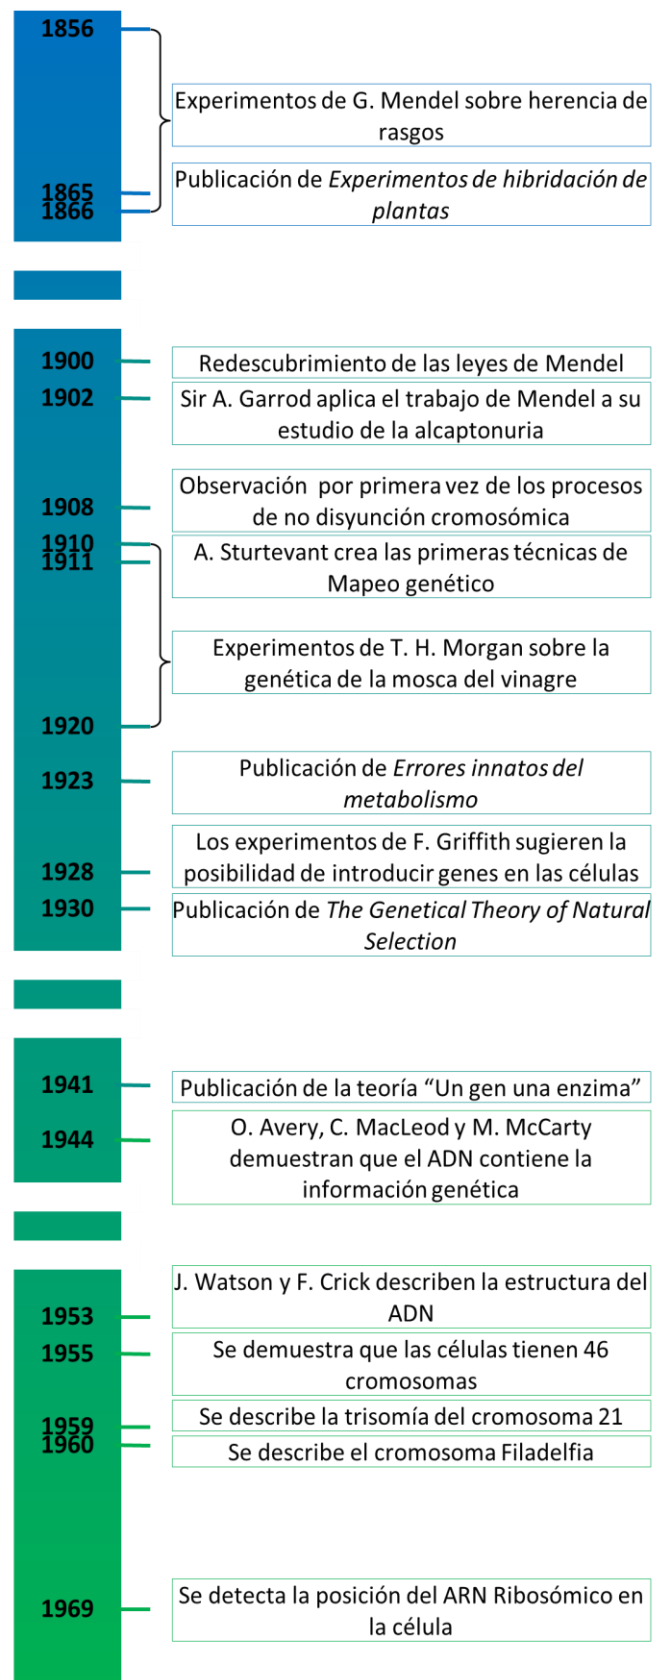 1856
Experimentos de G. Mendel sobre herencia de
rasgos
1865
Publicación de Experimentos de hibridación de
plantas
1866
1900
Redescubrimiento de las leyes de Mendel
1902
Sir A. Garrod aplica el trabajo de Mendel a su
estudio de la alcaptonuria
1908
Observación  por primera vez de los procesos
de no disyunción cromosómica
1910
1911
A. Sturtevant crea las primeras técnicas de
Mapeo genético
Experimentos de T. H. Morgan sobre la
genética de la mosca del vinagre
1920
1923
Publicación de Errores innatos del
metabolismo
1928
Los experimentos de F. Griffith sugieren la
posibilidad de introducir genes en las células
1930
Publicación de The Genetical Theory of Natural
Selection
1941
Publicación de la teoría “Un gen una enzima”
1944
O. Avery, C. MacLeod y M. McCarty
demuestran que el ADN contiene la
información genética
1953
J. Watson y F. Crick describen la estructura del
ADN
1955
Se demuestra que las células tienen 46
cromosomas
1959
Se describe la trisomía del cromosoma 21
1960
Se describe el cromosoma Filadelfia
1969
Se detecta la posición del ARN Ribosómico en
la célula